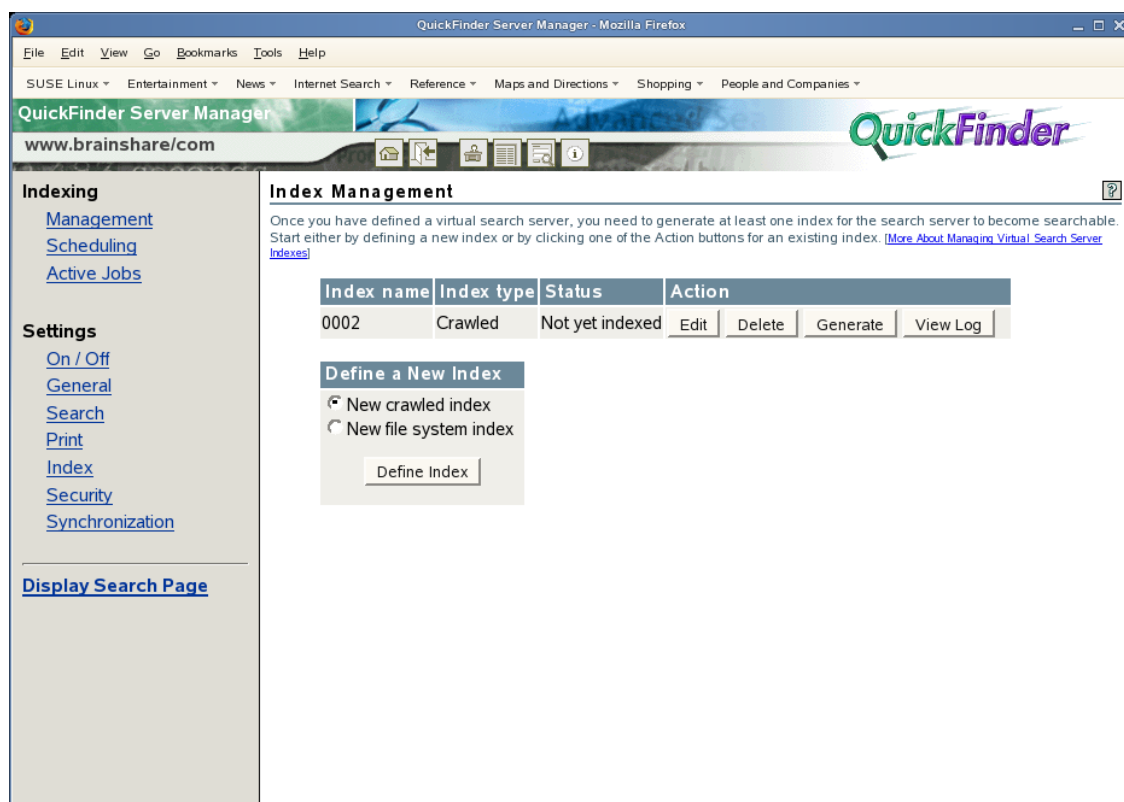 QuickFinder Server Manager - Mozilla Firefox
File Edit View Go Bookmarks Tools Help
SUSE Linux Entertainment News Internet Search Reference Maps and Directions Shopping People and Companies
QuickFinder Server Manager
Advanced Sea
QuickFinder
www.brainshare/com
Indexing
Management
Scheduling
Active Jobs
Settings
On / Off
General
Search
Print
Index
Security
Synchronization
Display Search Page
Index Management
?
Once you have defined a virtual search server, you need to generate at least one index for the search server to become searchable.
Start either by defining a new index or by clicking one of the Action buttons for an existing index. [More About Managing Virtual Search Server
Indexes]
Index name Index type Status Action
0002 Crawled Not yet indexed Edit Delete Generate View Log
Define a New Index
New crawled index
New file system index
Define Index